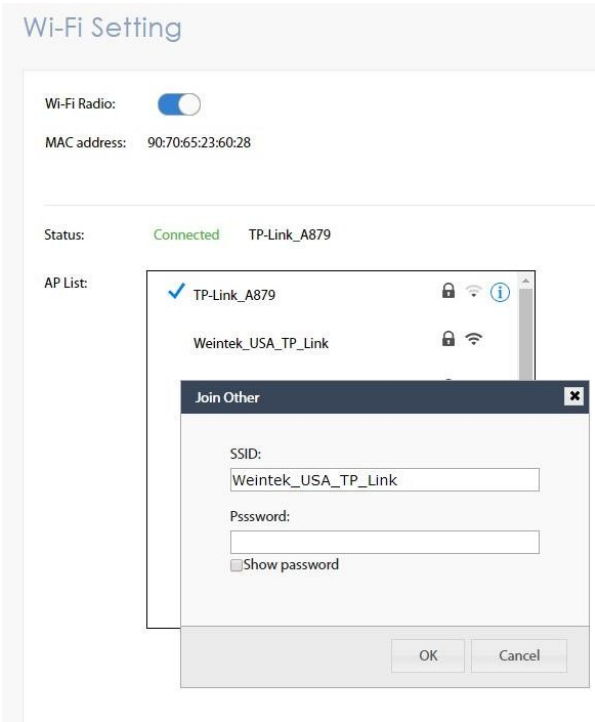 Wi-Fi Setting
Wi-Fi Radio:
MAC address: 90:70:65:23:60:28
Status: Connected TP-Link_A879
AP List:
TP-Link_A879
Weintek_USA_TP_Link
Join Other
SSID:
Weintek_USA_TP_Link
Psssword:
Show password
OK Cancel